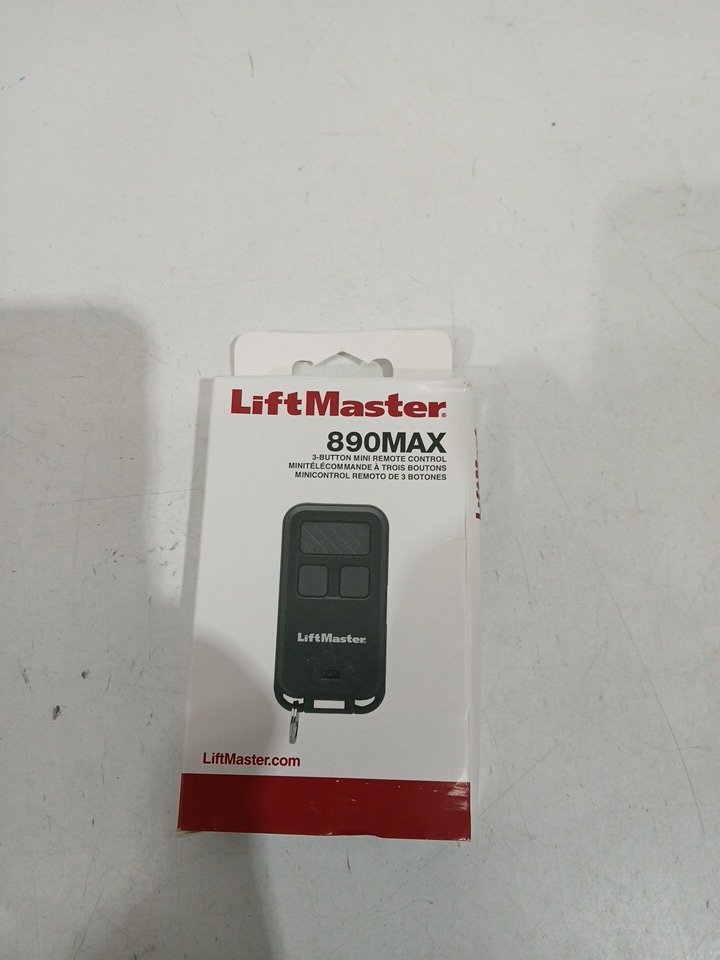 LiftMaster®
890MAX
3-BUTTON MINI REMOTE CONTROL
MINITÉLÉCOMMANDE À TROIS BOUTONS
MINICONTROL REMOTO DE 3 BOTONES
LiftMaster
LiftMaster.com